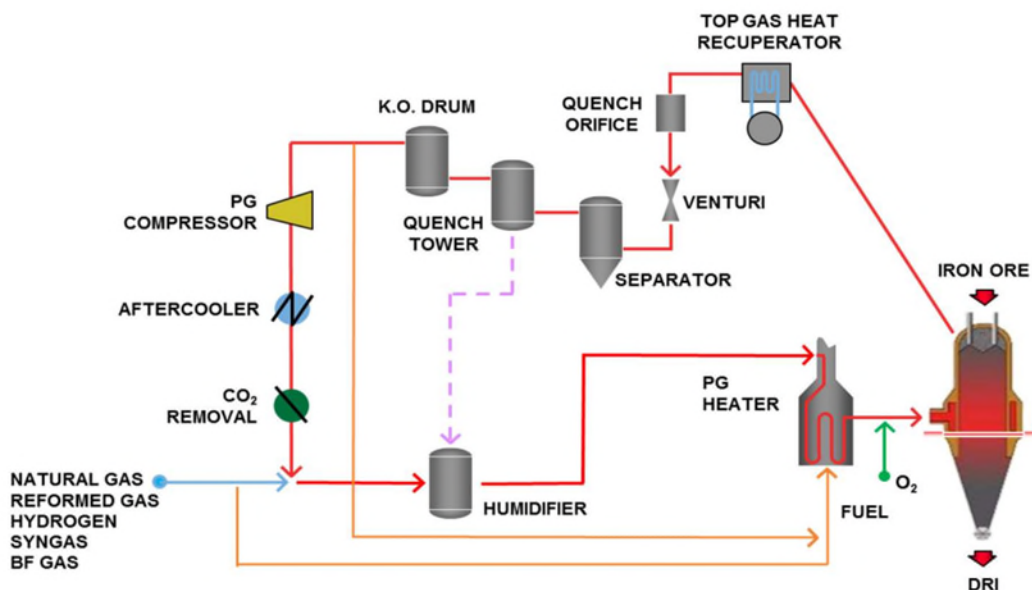 TOP GAS HEAT
RECUPERATOR
K.O. DRUM
QUENCH
ORIFICE
PG
COMPRESSOR
QUENCH
TOWER
VENTURI
SEPARATOR
IRON ORE
AFTERCOOLER
PG
HEATER
CO₂
REMOVAL
NATURAL GAS
REFORMED GAS
HYDROGEN
SYNGAS
BF GAS
HUMIDIFIER
FUEL
O₂
DRI